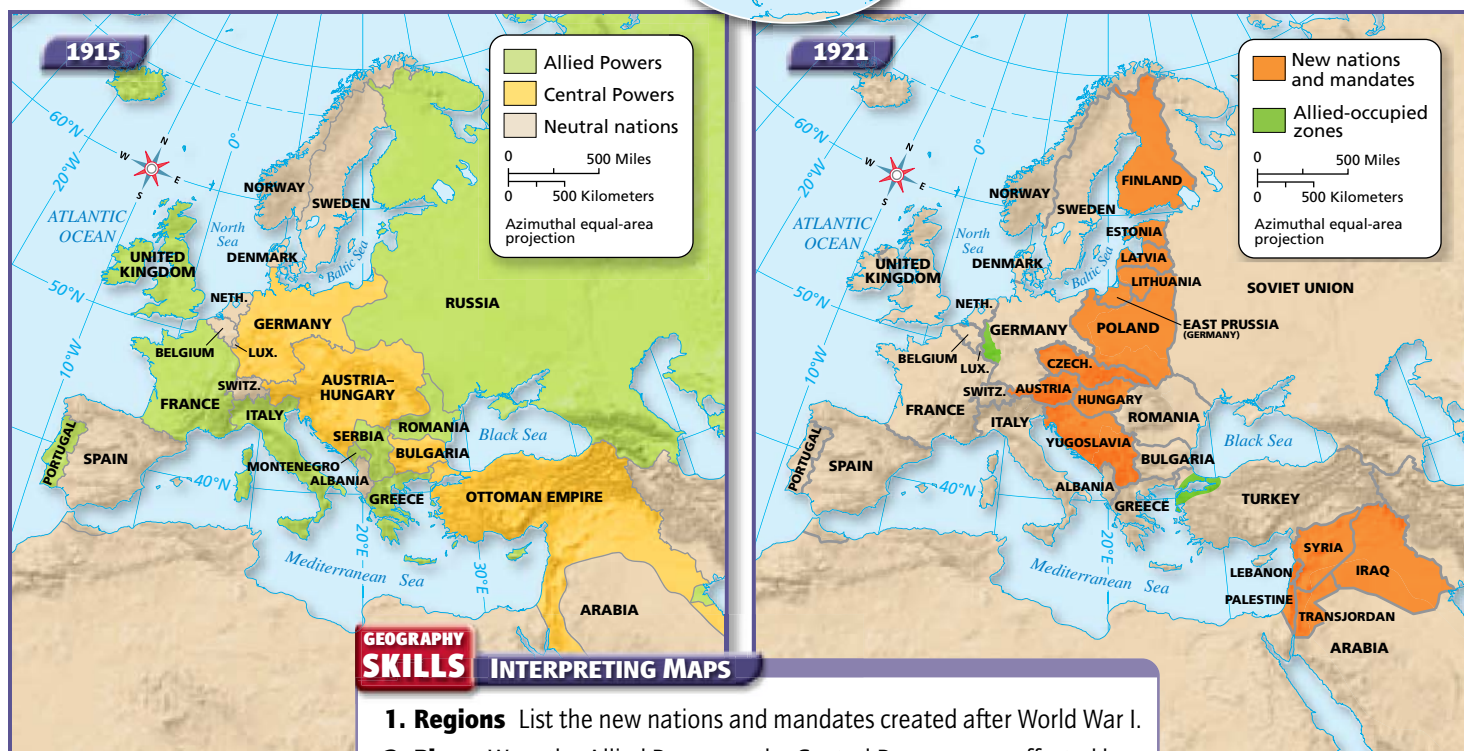 1915
Allied Powers
Central Powers
Neutral nations
0 500 Miles
0 500 Kilometers
Azimuthal equal-area
projection
60°N
20°W
50°N
10°W
0°
N
W
E
S
ATLANTIC
OCEAN
NORWAY
SWEDEN
North
Sea
DENMARK
Baltic Sea
UNITED
KINGDOM
NETH.
GERMANY
RUSSIA
BELGIUM
LUX.
SWITZ.
AUSTRIA–
HUNGARY
FRANCE
ITALY
ROMANIA
SERBIA
Black Sea
BULGARIA
MONTENEGRO
ALBANIA
PORTUGAL
SPAIN
40°N
GREECE
OTTOMAN EMPIRE
20°E
30°E
Mediterranean Sea
ARABIA
1921
New nations
and mandates
Allied-occupied
zones
0 500 Miles
0 500 Kilometers
Azimuthal equal-area
projection
60°N
20°W
50°N
10°W
0°
N
W
E
S
ATLANTIC
OCEAN
FINLAND
NORWAY
SWEDEN
ESTONIA
North
Sea
DENMARK
Baltic Sea
LATVIA
LITHUANIA
UNITED
KINGDOM
SOVIET UNION
NETH.
GERMANY
POLAND
EAST PRUSSIA
(GERMANY)
BELGIUM
LUX.
CZECH.
SWITZ.
AUSTRIA
HUNGARY
FRANCE
ITALY
ROMANIA
YUGOSLAVIA
Black Sea
BULGARIA
PORTUGAL
SPAIN
40°N
ALBANIA
GREECE
TURKEY
20°E
Mediterranean Sea
SYRIA
LEBANON
IRAQ
PALESTINE
TRANSJORDAN
ARABIA
GEOGRAPHY
SKILLS INTERPRETING MAPS
1. Regions List the new nations and mandates created after World War I.